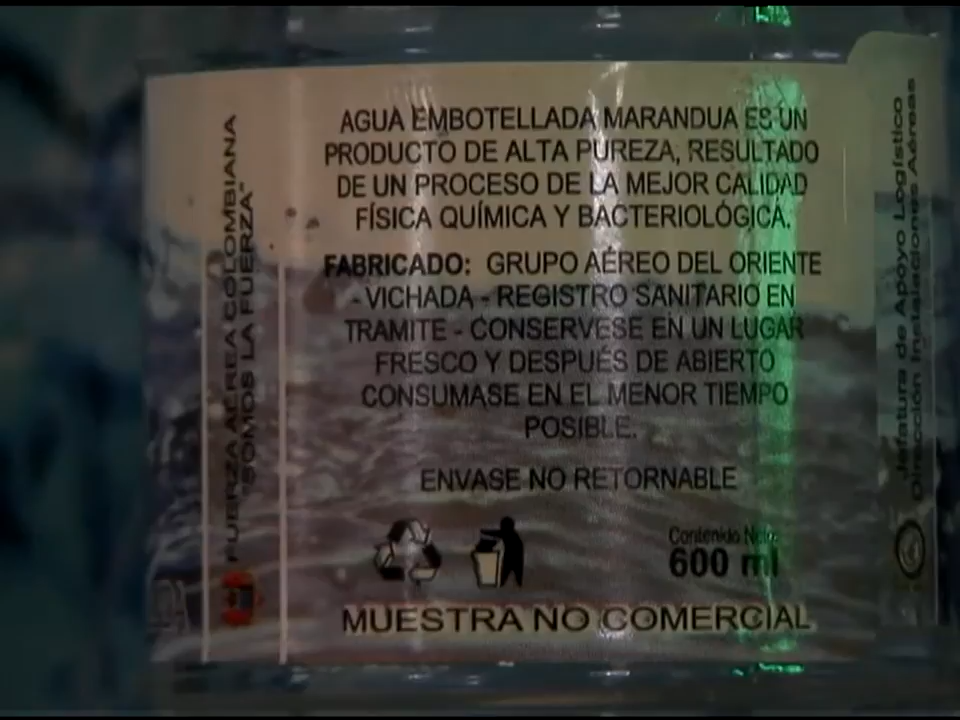 FUERZA AÉREA COLOMBIANA
"SOMOS LA FUERZA"
AGUA EMBOTELLADA MARANDUA ES UN
PRODUCTO DE ALTA PUREZA, RESULTADO
DE UN PROCESO DE LA MEJOR CALIDAD
FÍSICA QUÍMICA Y BACTERIOLÓGICA.
FABRICADO: GRUPO AÉREO DEL ORIENTE
- VICHADA - REGISTRO SANITARIO EN
TRAMITE - CONSERVESE EN UN LUGAR
FRESCO Y DESPUÉS DE ABIERTO
CONSUMASE EN EL MENOR TIEMPO
POSIBLE.
ENVASE NO RETORNABLE
Contenido Neto:
600 ml
MUESTRA NO COMERCIAL
Jefatura de Apoyo Logístico
Dirección Instalaciones Aéreas